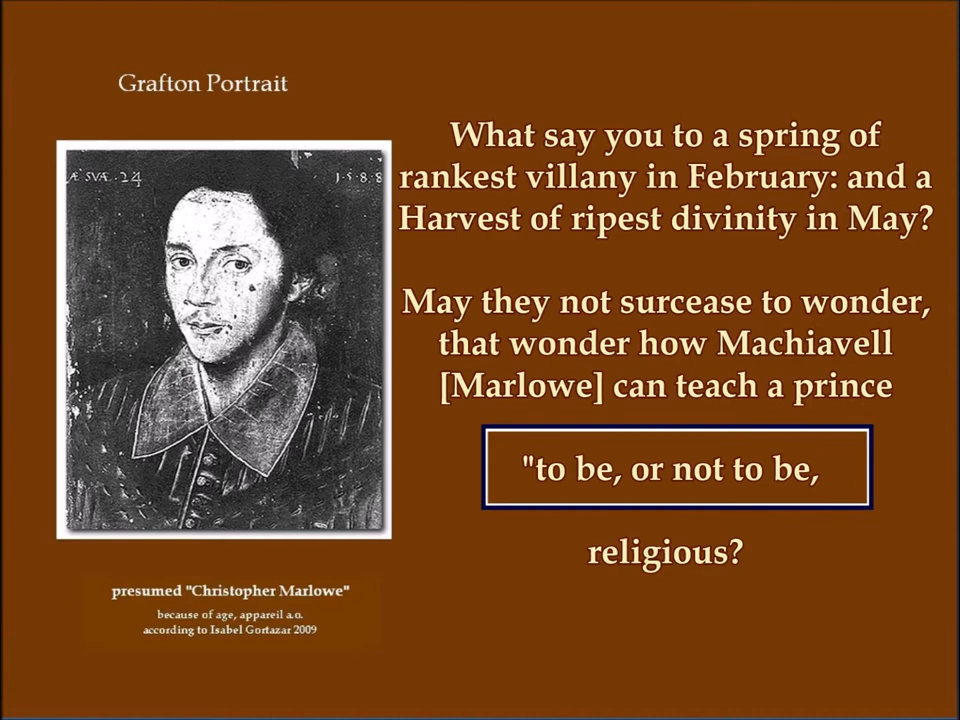 Grafton Portrait
What say you to a spring of
rankest villany in February: and a
Harvest of ripest divinity in May?
May they not surcease to wonder,
that wonder how Machiavell
[Marlowe] can teach a prince
"to be, or not to be,
religious?
Æ SVÆ · 24
1·5·8·8
presumed "Christopher Marlowe"
because of age, appareil a.o.
according to Isabel Gortazar 2009